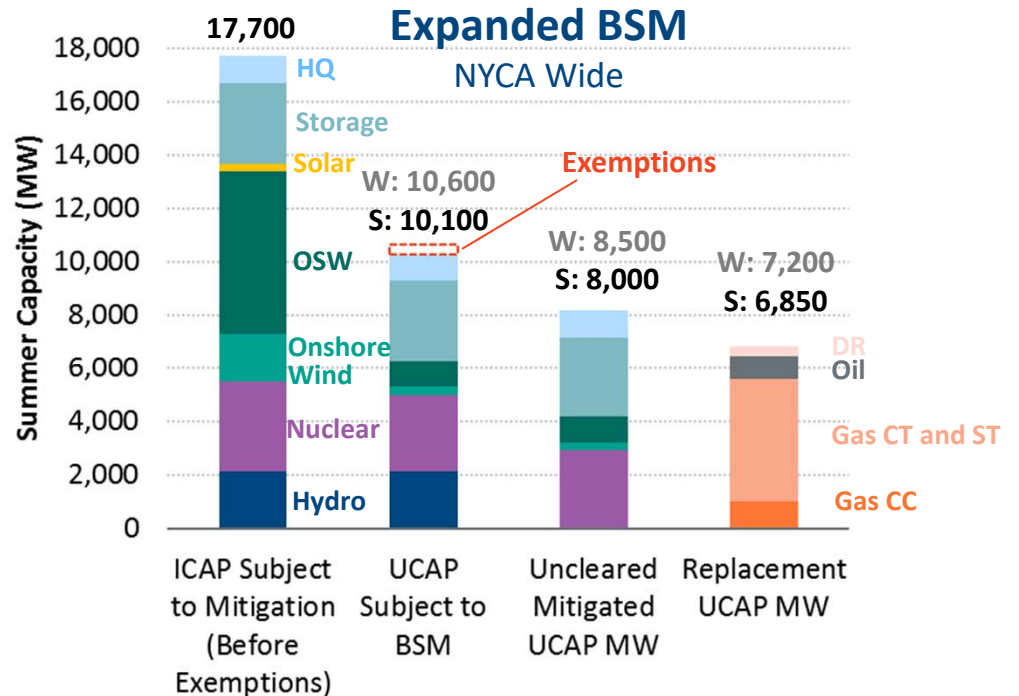 Expanded BSM
NYCA Wide
Summer Capacity (MW)
18,000
16,000
14,000
12,000
10,000
8,000
6,000
4,000
2,000
0
17,700
HQ
Storage
Solar
OSW
Onshore
Wind
Nuclear
Hydro
Exemptions
W: 10,600
S: 10,100
W: 8,500
S: 8,000
W: 7,200
S: 6,850
DR
Oil
Gas CT and ST
Gas CC
ICAP Subject
to Mitigation
(Before
Exemptions)
UCAP
Subject to
BSM
Uncleared
Mitigated
UCAP MW
Replacement
UCAP MW